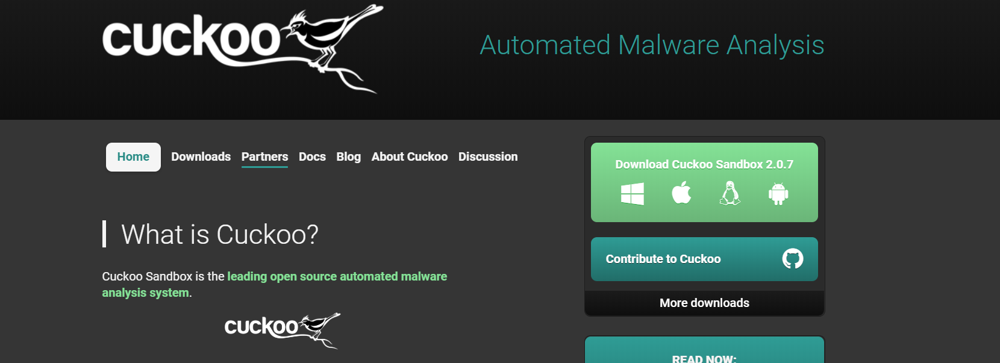 cuckoo
Automated Malware Analysis
Home Downloads Partners Docs Blog About Cuckoo Discussion
Download Cuckoo Sandbox 2.0.7
Contribute to Cuckoo
More downloads
What is Cuckoo?
Cuckoo Sandbox is the leading open source automated malware
analysis system.
cuckoo
READ NOW: